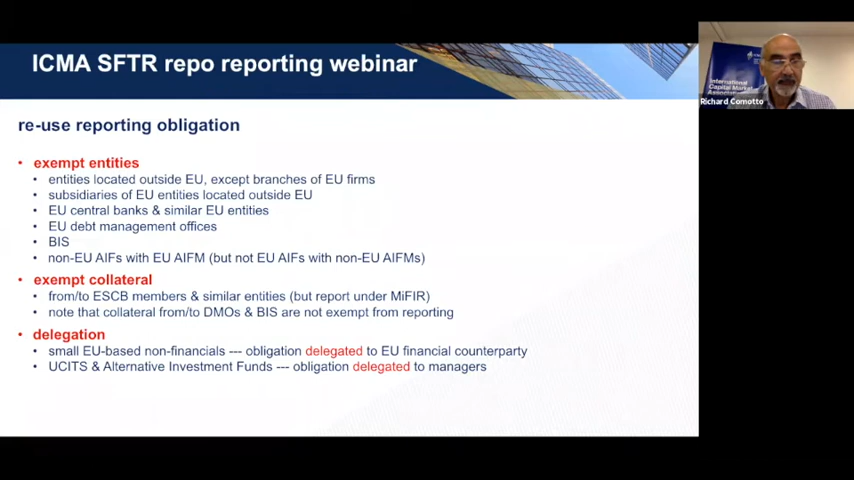 ICMA SFTR repo reporting webinar
re-use reporting obligation
• exempt entities
• entities located outside EU, except branches of EU firms
• subsidiaries of EU entities located outside EU
• EU central banks & similar EU entities
• EU debt management offices
• BIS
• non-EU AIFs with EU AIFM (but not EU AIFs with non-EU AIFMs)
• exempt collateral
• from/to ESCB members & similar entities (but report under MiFIR)
• note that collateral from/to DMOs & BIS are not exempt from reporting
• delegation
• small EU-based non-financials --- obligation delegated to EU financial counterparty
• UCITS & Alternative Investment Funds --- obligation delegated to managers
International
Capital Market
Richard Comotto